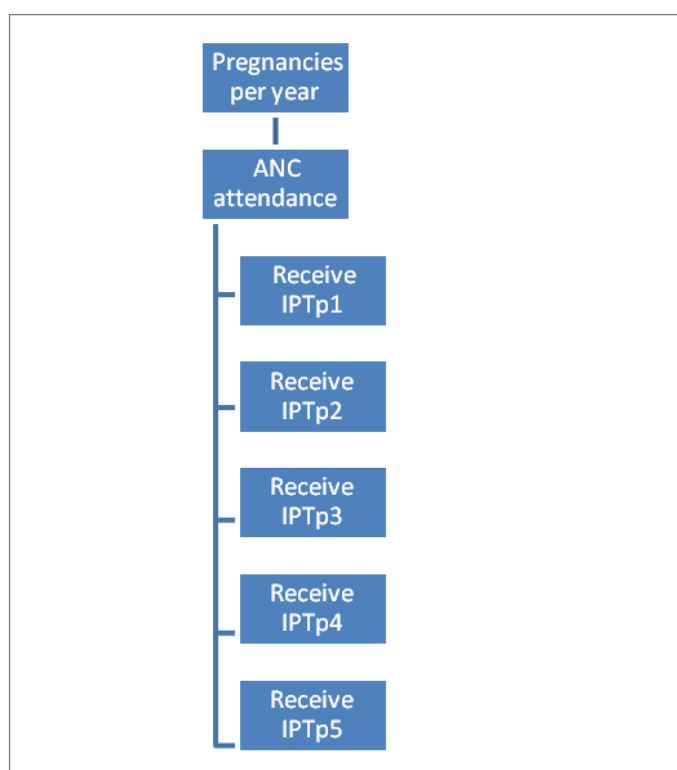 Pregnancies
per year
ANC
attendance
Receive
IPTp1
Receive
IPTp2
Receive
IPTp3
Receive
IPTp4
Receive
IPTp5